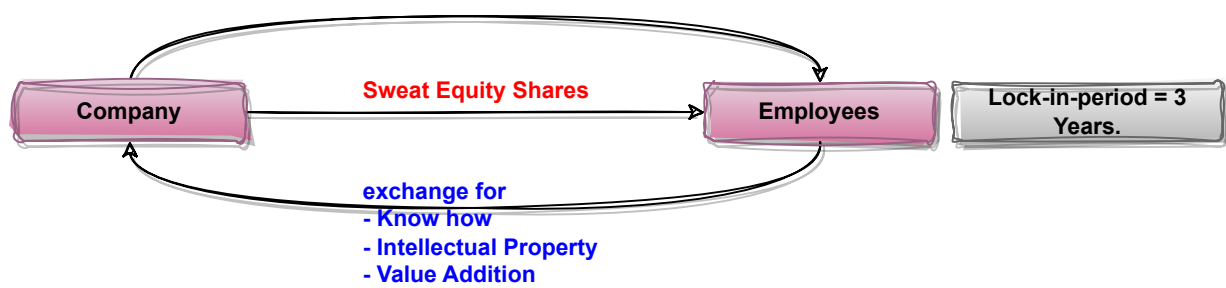 Sweat Equity Shares
Company
Employees
Lock-in-period = 3
Years.
exchange for
- Know how
- Intellectual Property
- Value Addition